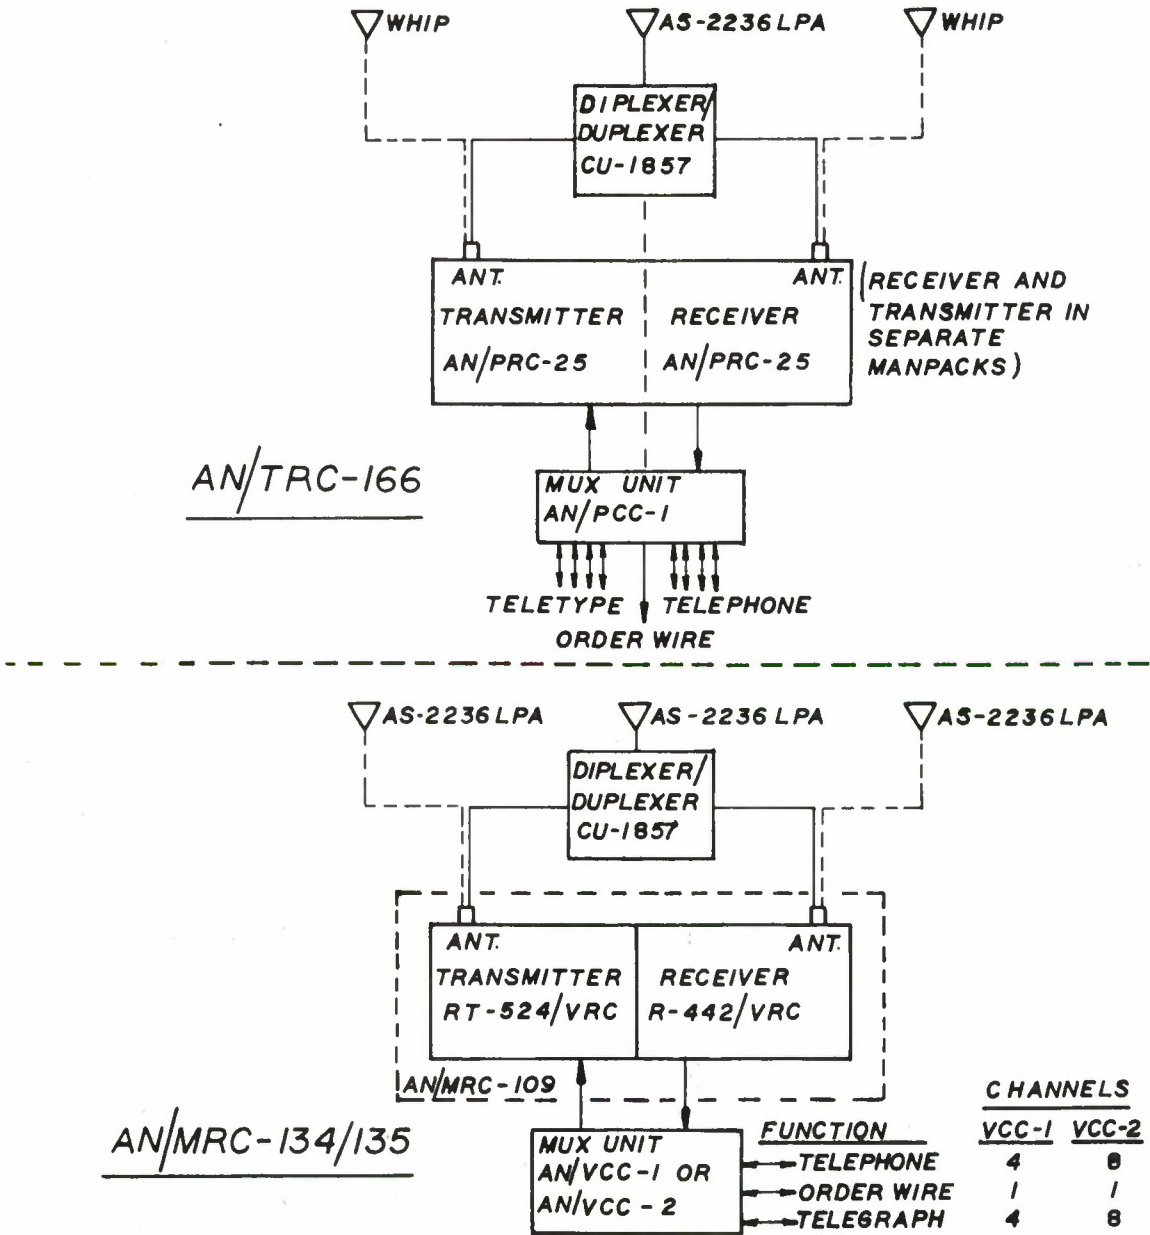 WHIP
AS-2236 LPA
WHIP
DIPLEXER/
DUPLEXER
CU-1857
ANT.
ANT.
TRANSMITTER
AN/PRC-25
RECEIVER
AN/PRC-25
(RECEIVER AND
TRANSMITTER IN
SEPARATE
MANPACKS)
AN/TRC-166
MUX UNIT
AN/PCC-1
TELETYPE
TELEPHONE
ORDER WIRE
AS-2236 LPA
AS-2236 LPA
AS-2236 LPA
DIPLEXER/
DUPLEXER
CU-1857
ANT.
ANT.
TRANSMITTER
RT-524/VRC
RECEIVER
R-442/VRC
AN/MRC-109
AN/MRC-134/135
MUX UNIT
AN/VCC-1 OR
AN/VCC-2
CHANNELS
FUNCTION VCC-1 VCC-2
TELEPHONE 4 8
ORDER WIRE 1 1
TELEGRAPH 4 8